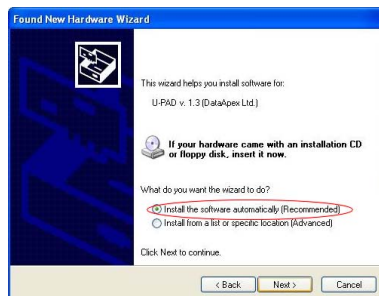 Found New Hardware Wizard
This wizard helps you install software for:
U-PAD v. 1.3 (DataApex Ltd.)
If your hardware came with an installation CD
or floppy disk, insert it now.
What do you want the wizard to do?
Install the software automatically (Recommended)
Install from a list or specific location (Advanced)
Click Next to continue.
< Back Next > Cancel